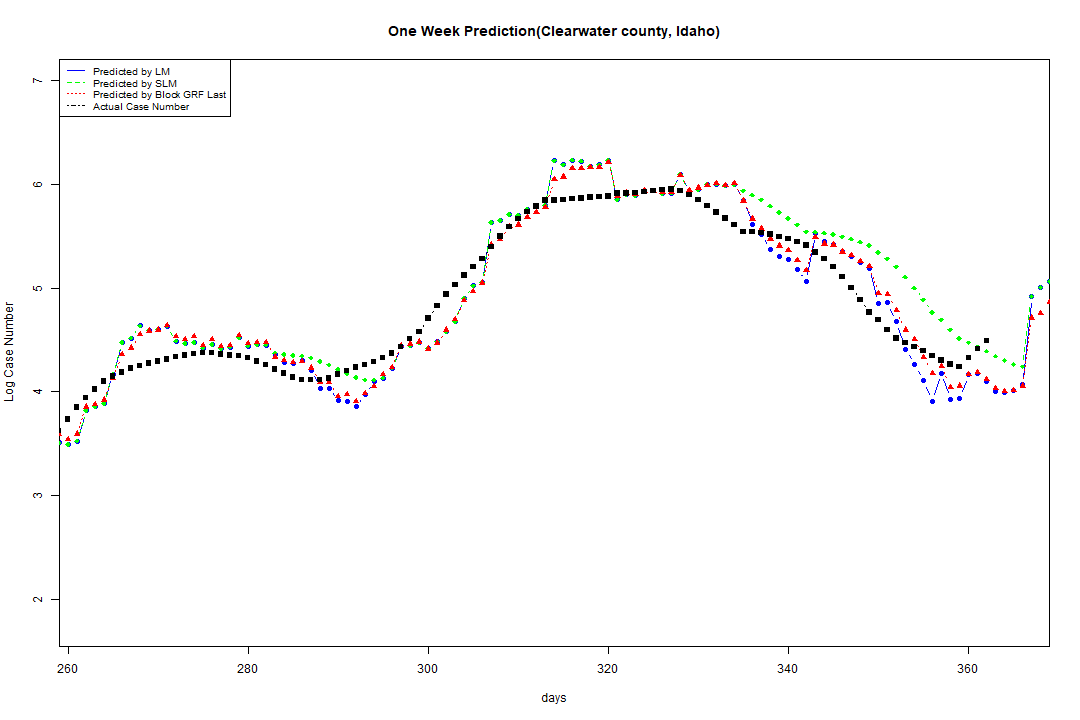 One Week Prediction(Clearwater county, Idaho)
Predicted by LM
Predicted by SLM
Predicted by Block GRF Last
Actual Case Number
Log Case Number
7
6
5
4
3
2
260 280 300 320 340 360
days